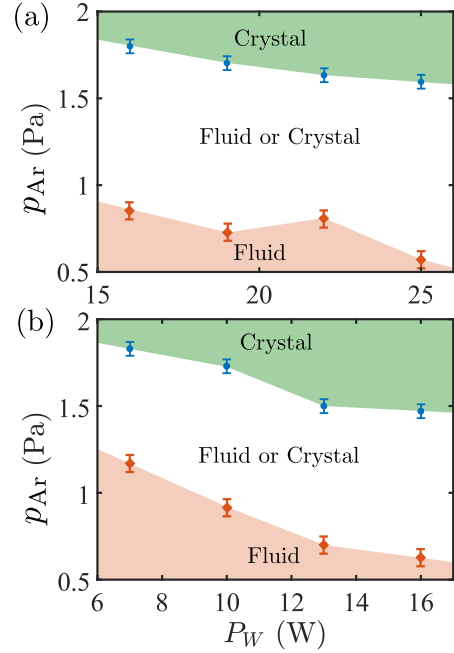 (a)
2
Crystal
1.5
Fluid or Crystal
p_Ar (Pa)
1
Fluid
0.5
15 20 25
(b)
2
Crystal
1.5
Fluid or Crystal
p_Ar (Pa)
1
Fluid
0.5
6 8 10 12 14 16
P_W (W)